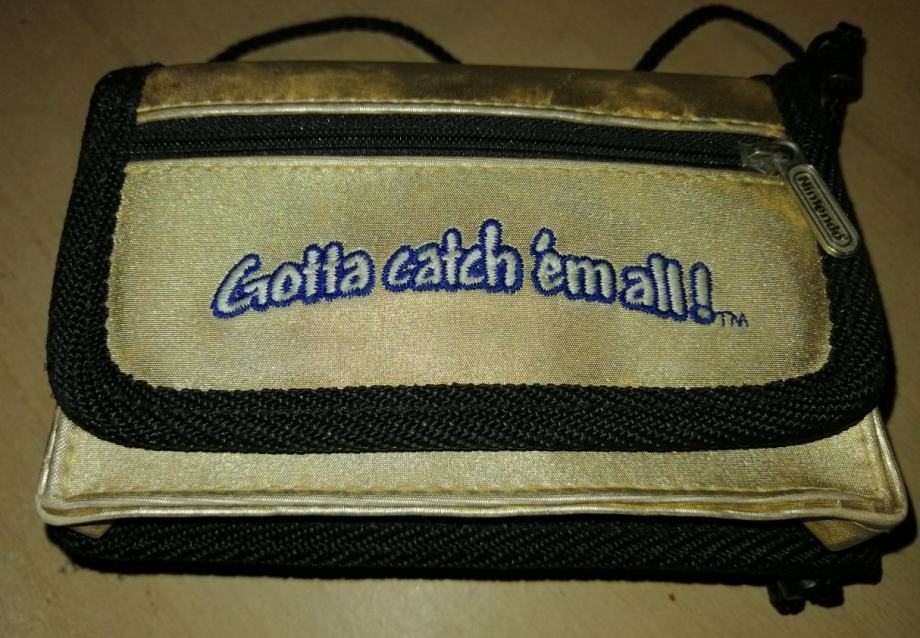 Nintendo
Gotta catch 'em all!™